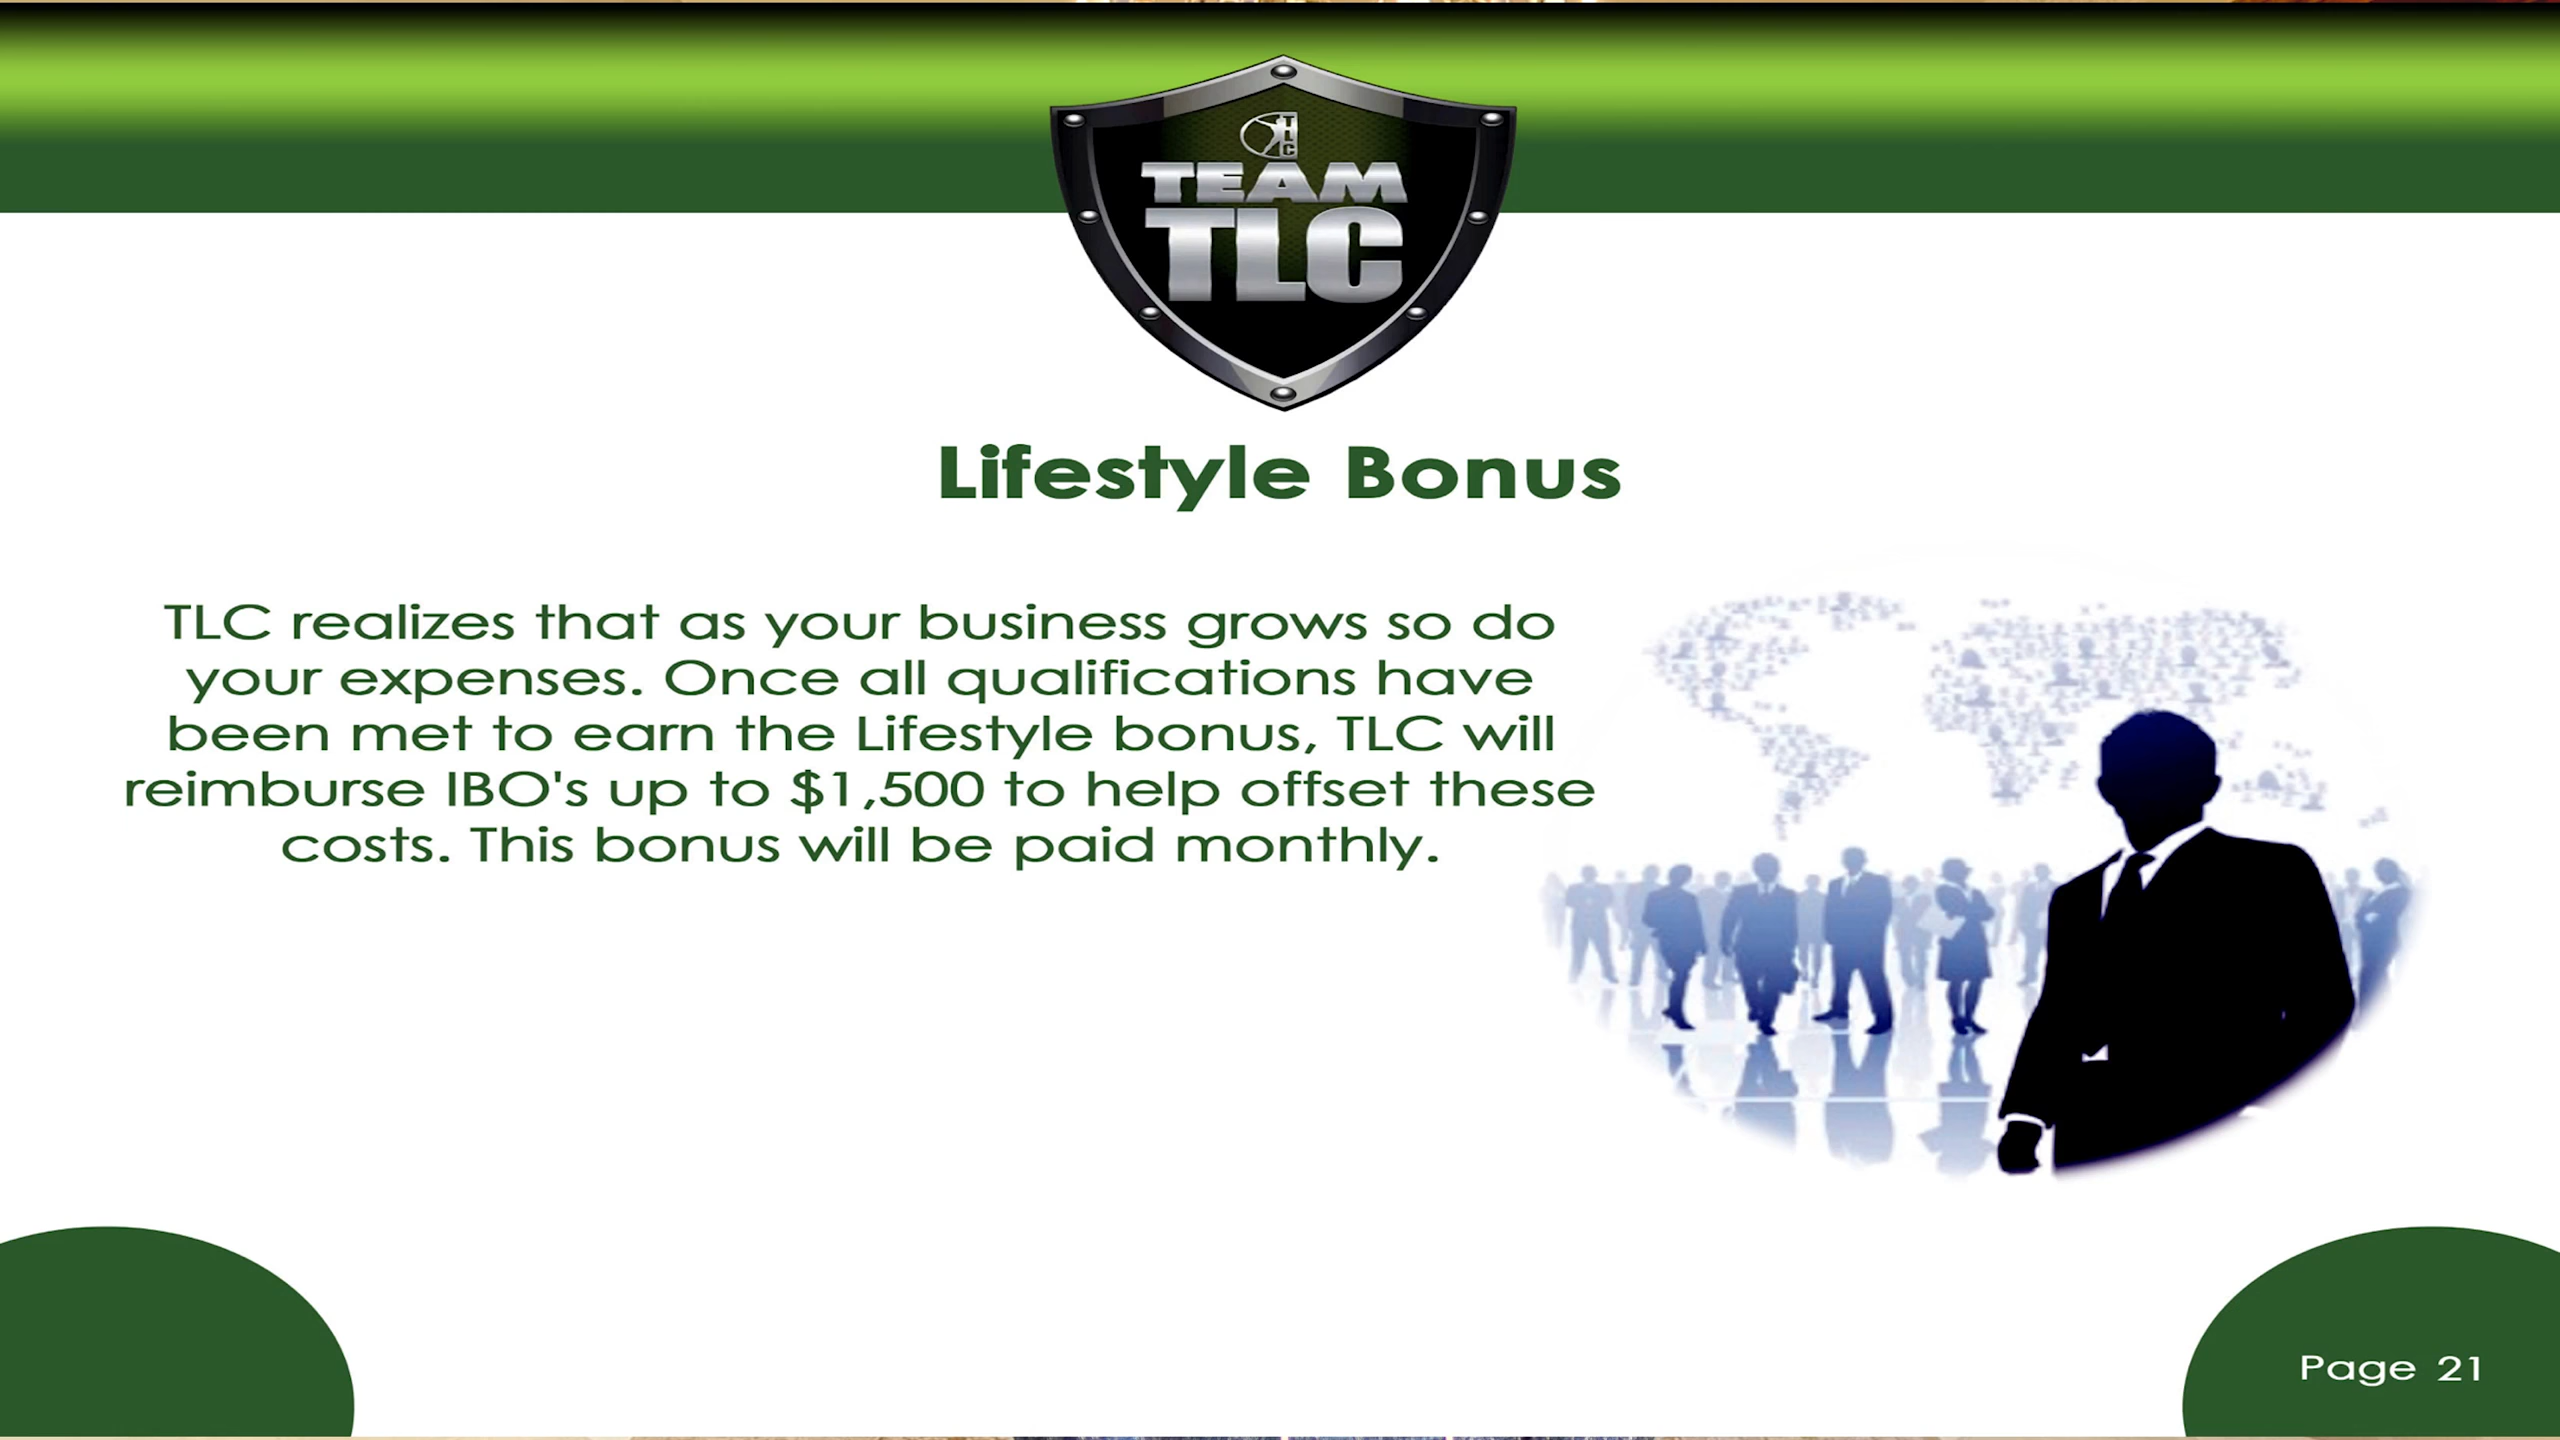 TLC
TEAM
TLC
Lifestyle Bonus
TLC realizes that as your business grows so do
your expenses. Once all qualifications have
been met to earn the Lifestyle bonus, TLC will
reimburse IBO's up to $1,500 to help offset these
costs. This bonus will be paid monthly.
Page 21